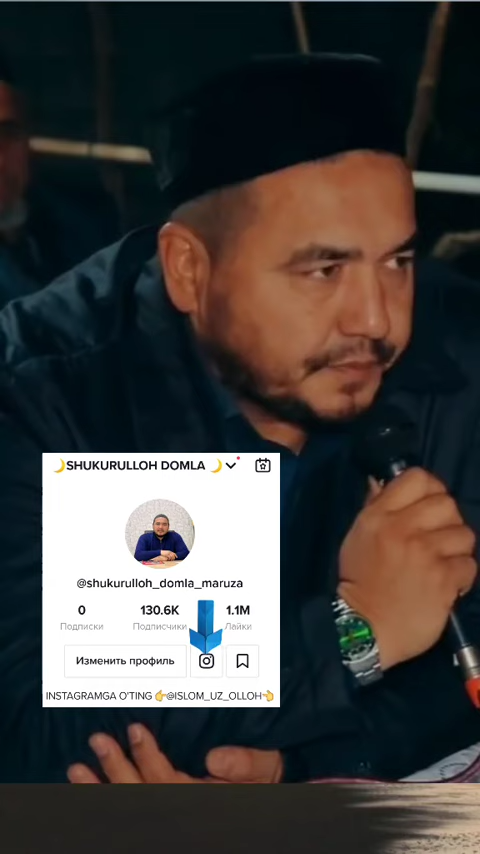 🌙SHUKURULLOH DOMLA 🌙
@shukurulloh_domla_maruza
0 130.6K 1.1M
Подписки Подписчики Лайки
Изменить профиль
INSTAGRAMGA O'TING 👉@ISLOM_UZ_OLLOH👈